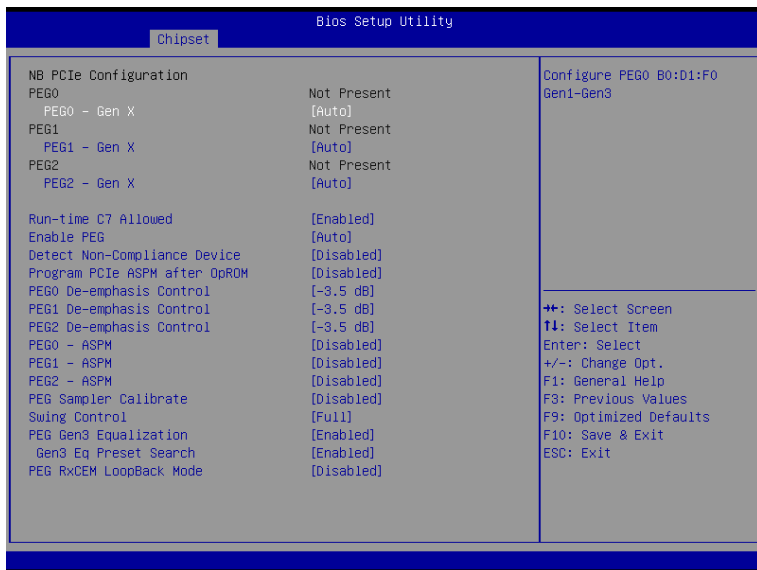 Bios Setup Utility
Chipset
NB PCIe Configuration
PEG0 Not Present
PEG0 – Gen X [Auto]
PEG1 Not Present
PEG1 – Gen X [Auto]
PEG2 Not Present
PEG2 – Gen X [Auto]
Run-time C7 Allowed [Enabled]
Enable PEG [Auto]
Detect Non-Compliance Device [Disabled]
Program PCIe ASPM after OpROM [Disabled]
PEG0 De-emphasis Control [-3.5 dB]
PEG1 De-emphasis Control [-3.5 dB]
PEG2 De-emphasis Control [-3.5 dB]
PEG0 – ASPM [Disabled]
PEG1 – ASPM [Disabled]
PEG2 – ASPM [Disabled]
PEG Sampler Calibrate [Disabled]
Swing Control [Full]
PEG Gen3 Equalization [Enabled]
Gen3 Eq Preset Search [Enabled]
PEG RxCEM LoopBack Mode [Disabled]
Configure PEG0 B0:D1:F0
Gen1-Gen3
→←: Select Screen
↑↓: Select Item
Enter: Select
+/-: Change Opt.
F1: General Help
F3: Previous Values
F9: Optimized Defaults
F10: Save & Exit
ESC: Exit